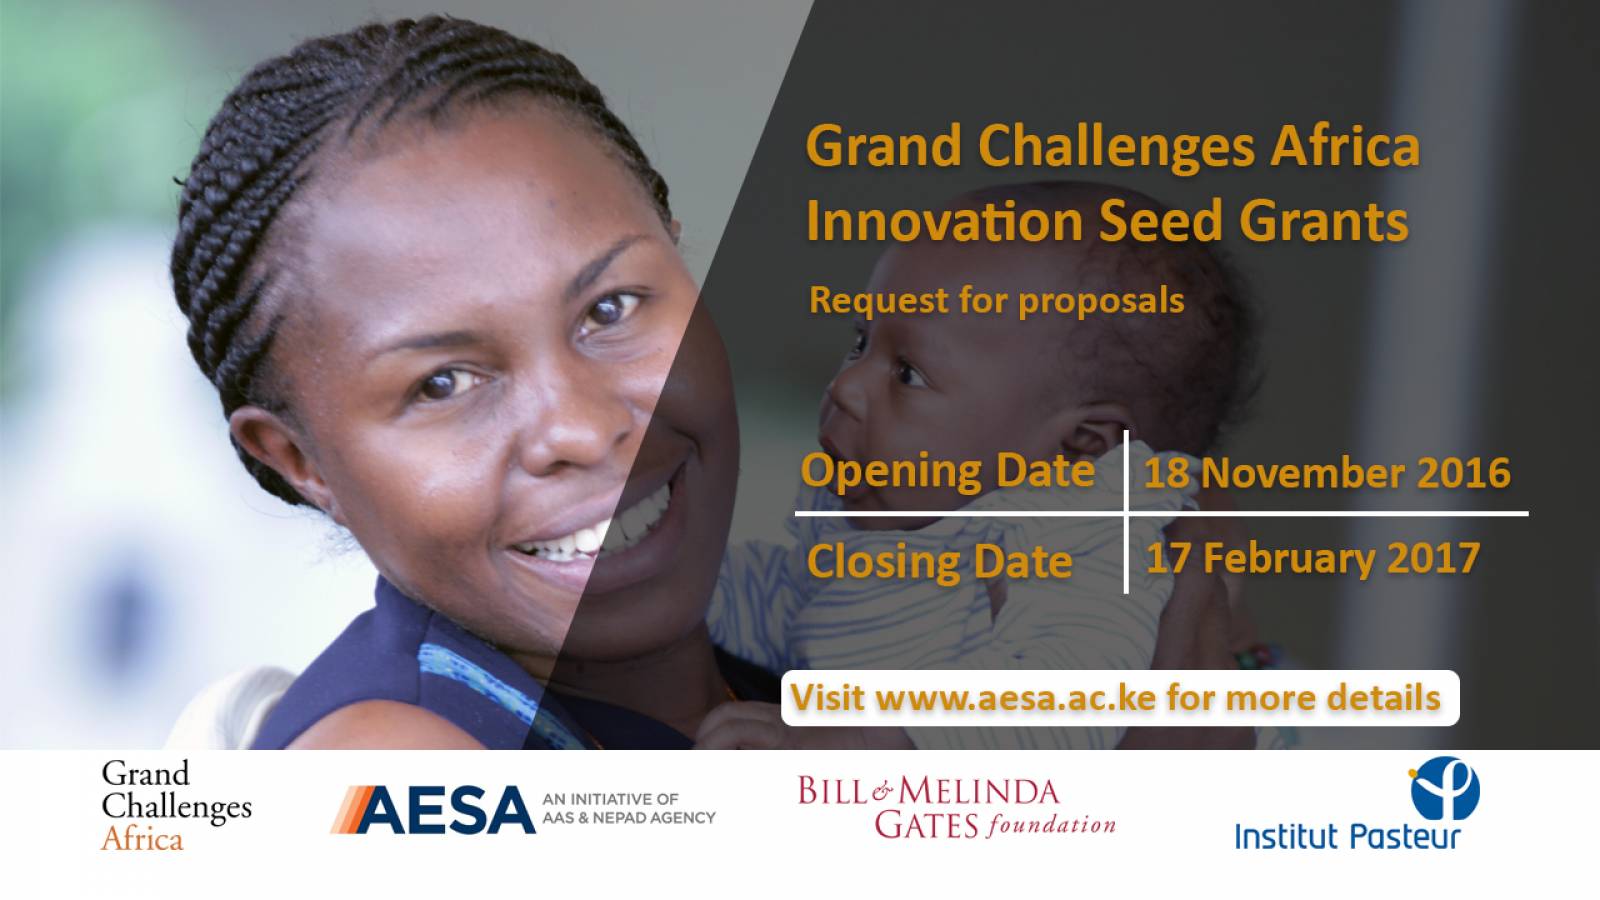 Grand Challenges Africa
Innovation Seed Grants
Request for proposals
Opening Date 18 November 2016
Closing Date 17 February 2017
Visit www.aesa.ac.ke for more details
Grand
Challenges
Africa
AESA
AN INITIATIVE OF
AAS & NEPAD AGENCY
BILL & MELINDA
GATES foundation
Institut Pasteur